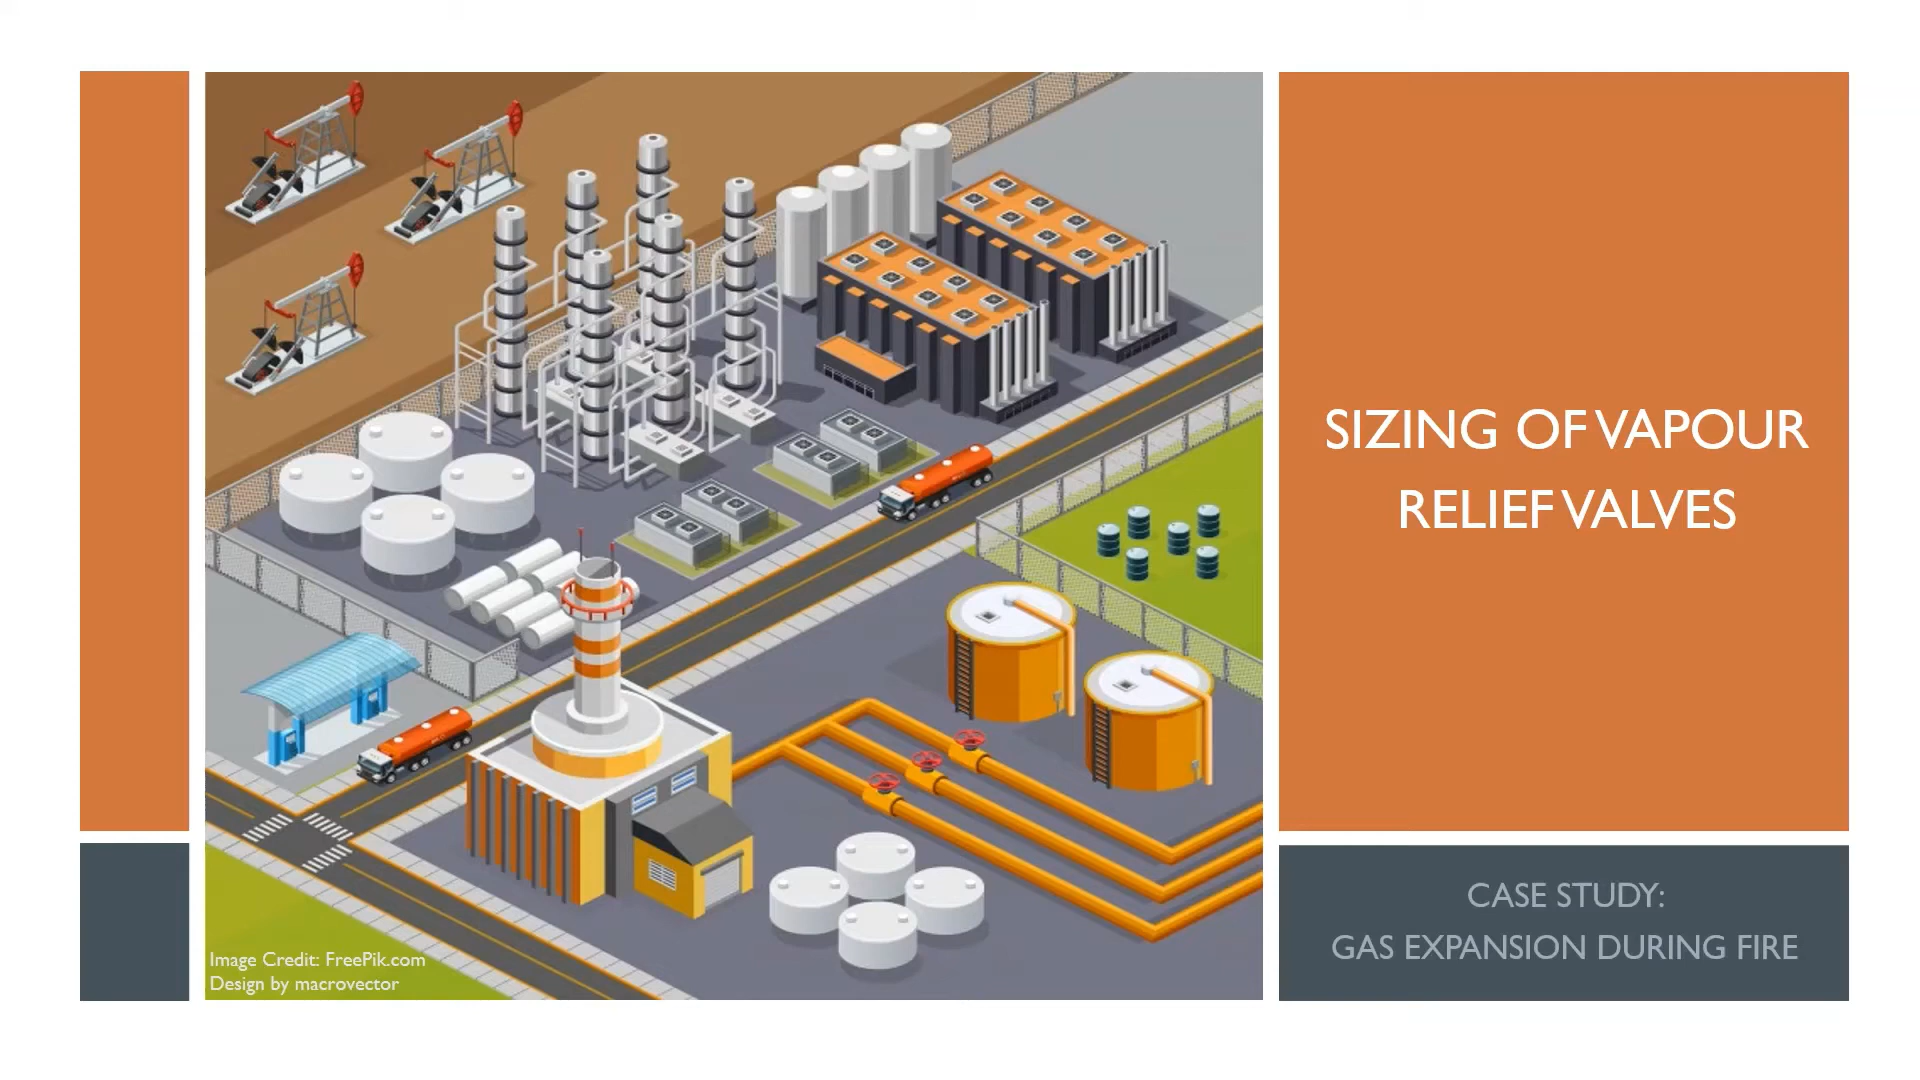 SIZING OF VAPOUR
RELIEF VALVES
CASE STUDY:
GAS EXPANSION DURING FIRE
Image Credit: FreePik.com
Design by macrovector